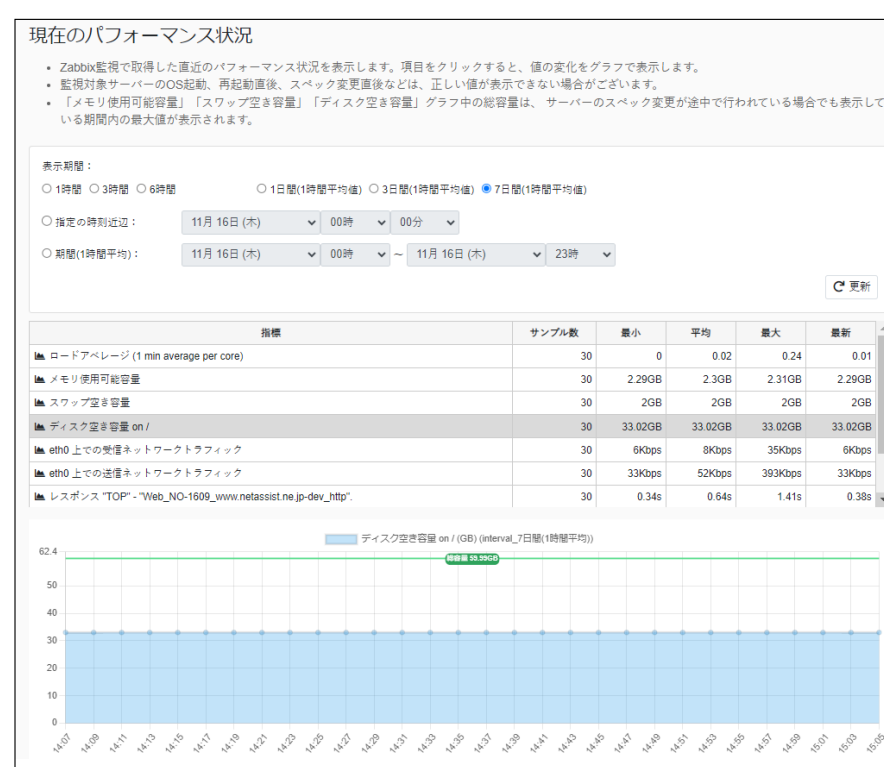 現在のパフォーマンス状況
• Zabbix監視で取得した直近のパフォーマンス状況を表示します。項目をクリックすると、値の変化をグラフで表示します。
• 監視対象サーバーのOS起動、再起動直後、スペック変更直後などは、正しい値が表示できない場合がございます。
• 「メモリ使用可能容量」「スワップ空き容量」「ディスク空き容量」グラフ中の総容量は、 サーバーのスペック変更が途中で行われている場合でも表示して
いる期間内の最大値が表示されます。
表示期間：
1時間 3時間 6時間 1日間(1時間平均値) 3日間(1時間平均値) 7日間(1時間平均値)
指定の時刻近辺： 11月 16日 (木) 00時 00分
期間(1時間平均)： 11月 16日 (木) 00時 ~ 11月 16日 (木) 23時
更新
指標 サンプル数 最小 平均 最大 最新
ロードアベレージ (1 min average per core) 30 0 0.02 0.24 0.01
メモリ使用可能容量 30 2.29GB 2.3GB 2.31GB 2.29GB
スワップ空き容量 30 2GB 2GB 2GB 2GB
ディスク空き容量 on / 30 33.02GB 33.02GB 33.02GB 33.02GB
eth0 上での受信ネットワークトラフィック 30 6Kbps 8Kbps 35Kbps 6Kbps
eth0 上での送信ネットワークトラフィック 30 33Kbps 52Kbps 393Kbps 33Kbps
レスポンス "TOP" - "Web_NO-1609_www.netassist.ne.jp-dev_http". 30 0.34s 0.64s 1.41s 0.38s
ディスク空き容量 on / (GB) (interval_7日間(1時間平均))
総容量 59.99GB
62.4
50
40
30
20
10
0
14:07 14:09 14:11 14:13 14:15 14:17 14:19 14:21 14:23 14:25 14:27 14:29 14:31 14:33 14:35 14:37 14:39 14:41 14:43 14:45 14:47 14:49 14:51 14:53 14:55 14:57 14:59 15:01 15:03 15:05